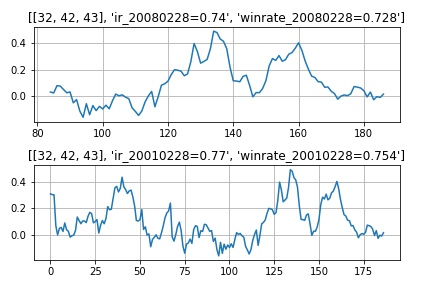 [[32, 42, 43], 'ir_20080228=0.74', 'winrate_20080228=0.728']
0.4
0.2
0.0
80 100 120 140 160 180
[[32, 42, 43], 'ir_20010228=0.77', 'winrate_20010228=0.754']
0.4
0.2
0.0
0 25 50 75 100 125 150 175